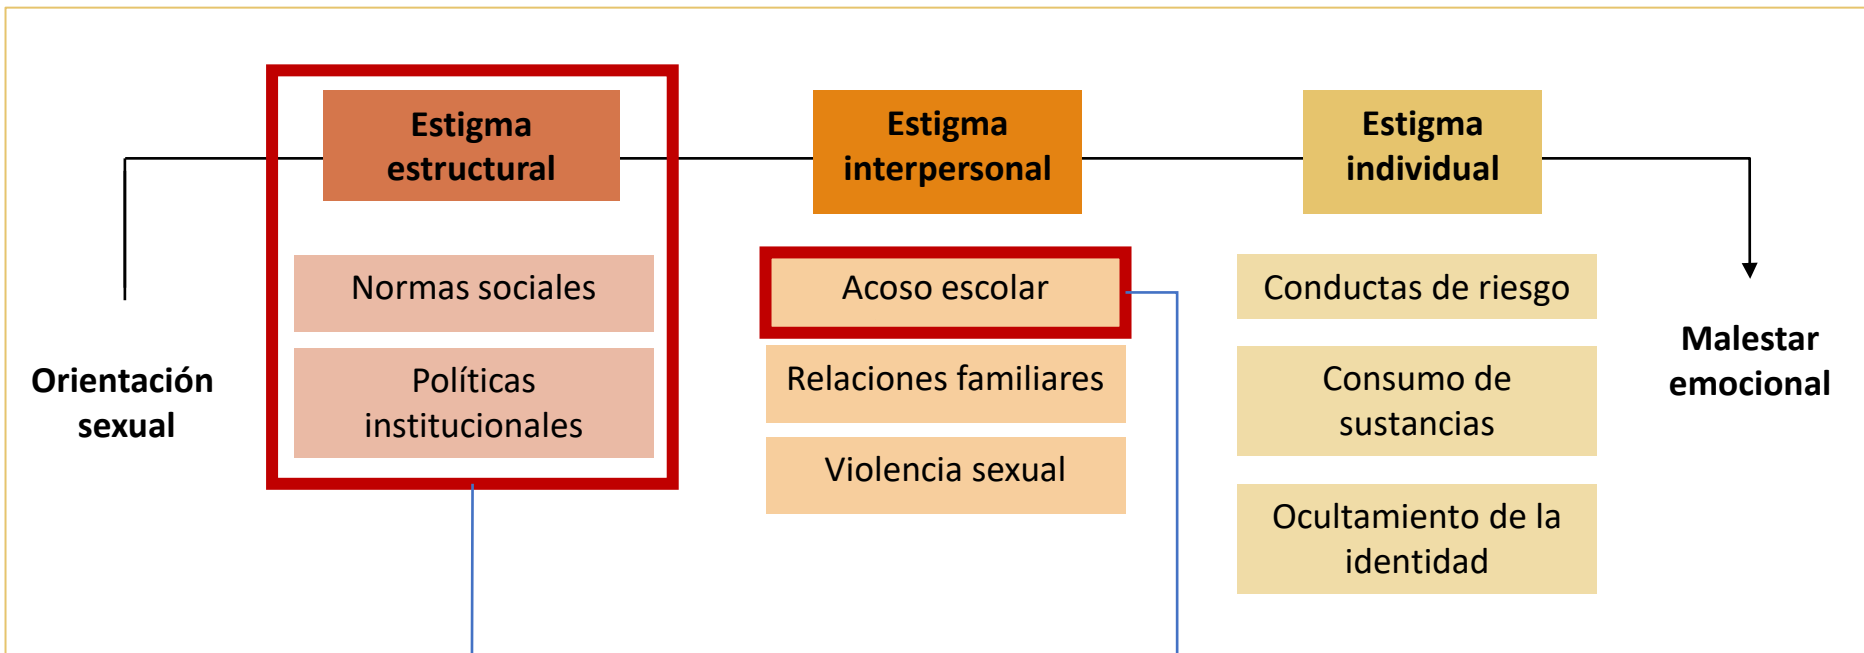 Estigma
estructural
Estigma
interpersonal
Estigma
individual
Normas sociales
Políticas
institucionales
Acoso escolar
Relaciones familiares
Violencia sexual
Conductas de riesgo
Consumo de
sustancias
Ocultamiento de la
identidad
Orientación
sexual
Malestar
emocional